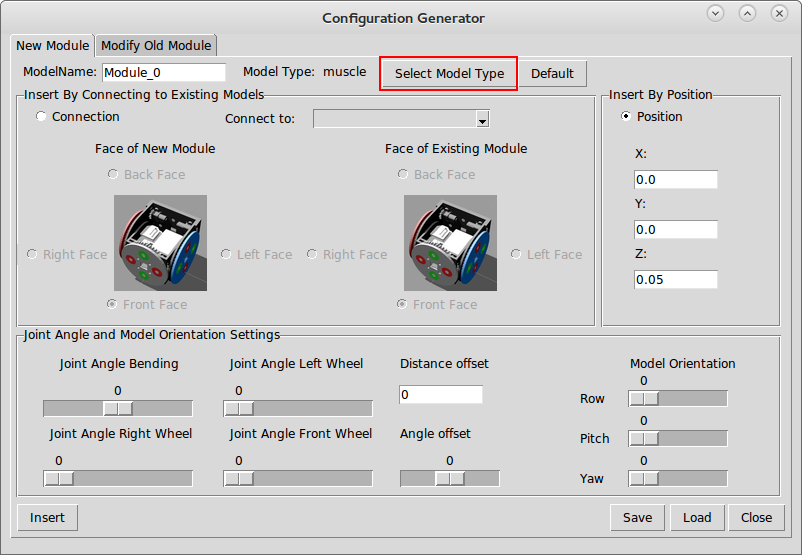 Configuration Generator
New Module Modify Old Module
ModelName: Module_0 Model Type: muscle Select Model Type Default
Insert By Connecting to Existing Models Insert By Position
Connection Connect to: Position
Face of New Module Face of Existing Module X:
Back Face Back Face 0.0
Y:
0.0
Right Face Left Face Right Face Left Face Z:
0.05
Front Face Front Face
Joint Angle and Model Orientation Settings
Joint Angle Bending Joint Angle Left Wheel Distance offset Model Orientation
0 0 0 0
Row
Joint Angle Right Wheel Joint Angle Front Wheel Angle offset 0
Pitch
0 0 0 0
Yaw
Insert Save Load Close